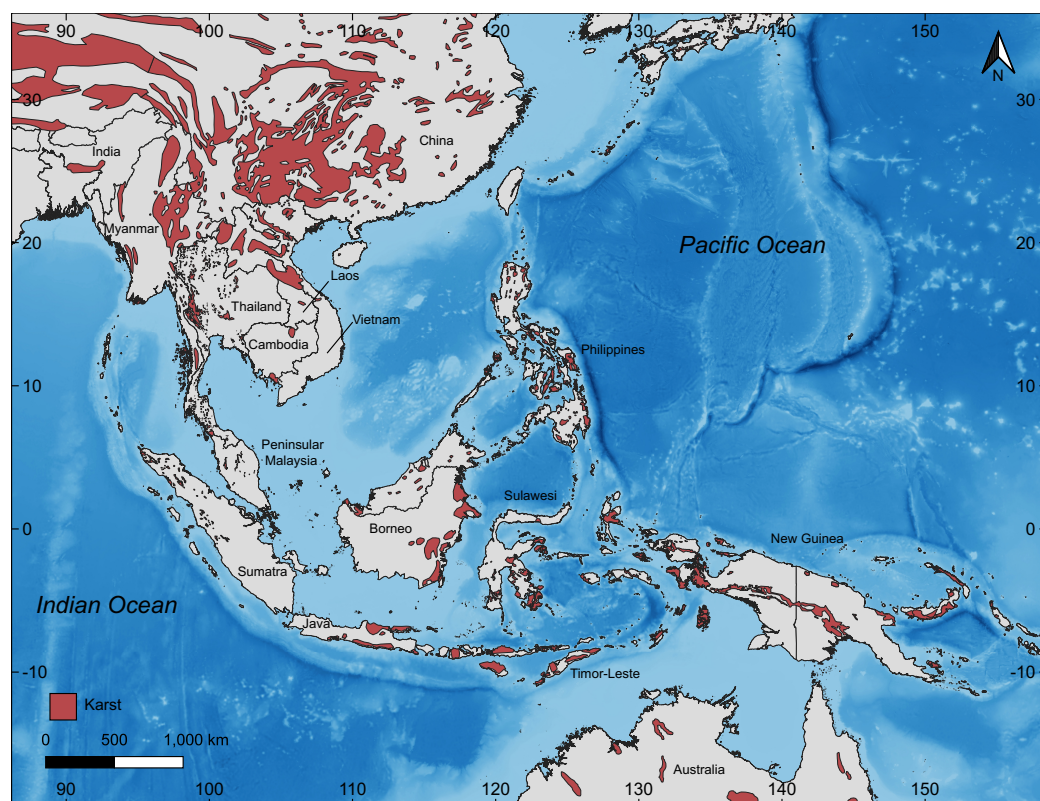 90 100 110 120 130 140 150
N
30 30
China
India
Myanmar
20 20
Pacific Ocean
Laos
Thailand
Vietnam
Cambodia
Philippines
10 10
Peninsular
Malaysia
Sulawesi
Borneo
0 0
New Guinea
Sumatra
Indian Ocean
Java
-10 -10
Timor-Leste
Karst
0 500 1,000 km
Australia
90 100 110 120 130 140 150